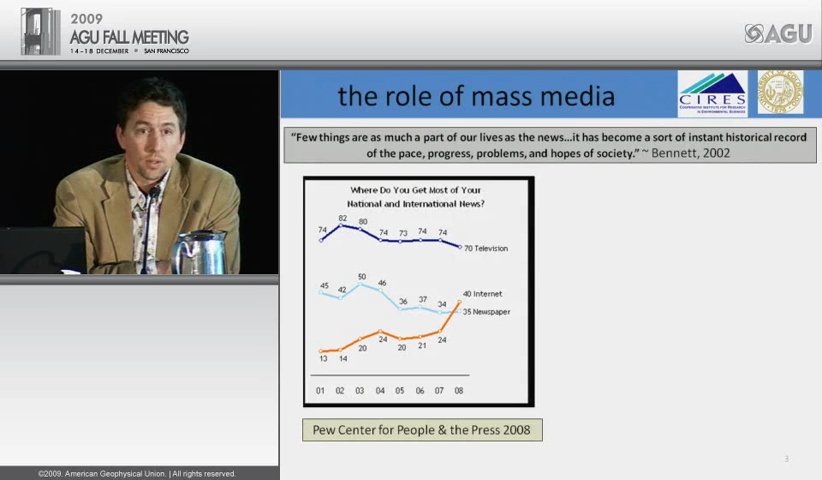 2009
AGU FALL MEETING
14-18 DECEMBER • SAN FRANCISCO
AGU
the role of mass media
CIRES
"Few things are as much a part of our lives as the news...it has become a sort of instant historical record
of the pace, progress, problems, and hopes of society." ~ Bennett, 2002
Where Do You Get Most of Your
National and International News?
74 82 80 74 73 74 74 70 Television
45 42 50 46 36 37 34 35 Newspaper
13 14 20 24 20 21 24 40 Internet
01 02 03 04 05 06 07 08
Pew Center for People & the Press 2008
3
©2009. American Geophysical Union. | All rights reserved.